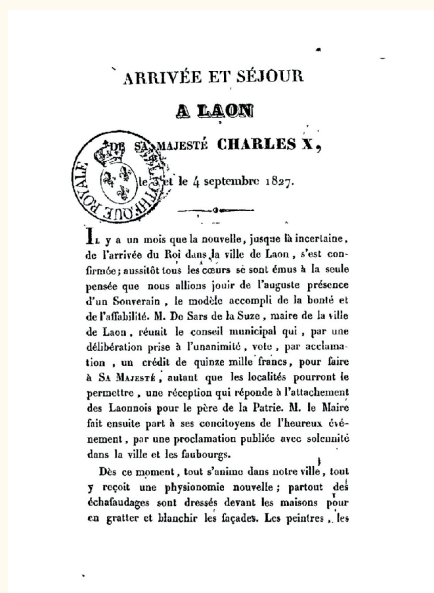 ARRIVÉE ET SÉJOUR
A LAON
DE SA MAJESTÉ CHARLES X,
le 3 et le 4 septembre 1827.
BIBLIOTHÈQUE ROYALE
IL y a un mois que la nouvelle, jusque là incertaine,
de l'arrivée du Roi dans la ville de Laon, s'est con-
firmée; aussitôt tous les cœurs se sont émus à la seule
pensée que nous allions jouir de l'auguste présence
d'un Souverain, le modèle accompli de la bonté et
de l'affabilité. M. De Sars de la Suze, maire de la ville
de Laon, réunit le conseil municipal qui, par une
délibération prise à l'unanimité, vote, par acclama-
tion, un crédit de quinze mille francs, pour faire
à SA MAJESTÉ, autant que les localités pourront le
permettre, une réception qui réponde à l'attachement
des Laonnois pour le père de la Patrie. M. le Maire
fait ensuite part à ses concitoyens de l'heureux évé-
nement, par une proclamation publiée avec solennité
dans la ville et les faubourgs.
Dès ce moment, tout s'anime dans notre ville, tout
y reçoit une physionomie nouvelle; partout des
échafaudages sont dressés devant les maisons pour
en gratter et blanchir les façades. Les peintres, les